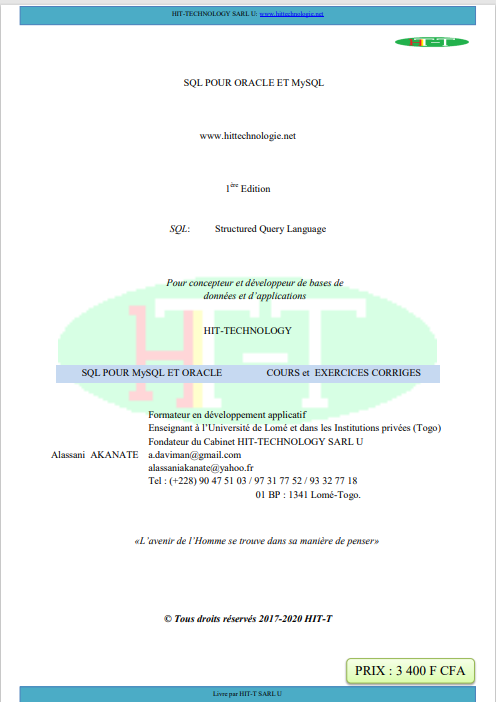 HIT-TECHNOLOGY SARL U: www.hittechnologie.net
HIT-T
SQL POUR ORACLE ET MySQL
www.hittechnologie.net
1ère Edition
SQL: Structured Query Language
Pour concepteur et développeur de bases de
données et d’applications
HIT-TECHNOLOGY
HIT-T
SQL POUR MySQL ET ORACLE COURS et EXERCICES CORRIGES
Formateur en développement applicatif
Enseignant à l’Université de Lomé et dans les Institutions privées (Togo)
Fondateur du Cabinet HIT-TECHNOLOGY SARL U
Alassani AKANATE a.daviman@gmail.com
alassaniakanate@yahoo.fr
Tel : (+228) 90 47 51 03 / 97 31 77 52 / 93 32 77 18
01 BP : 1341 Lomé-Togo.
«L’avenir de l’Homme se trouve dans sa manière de penser»
© Tous droits réservés 2017-2020 HIT-T
PRIX : 3 400 F CFA
Livre par HIT-T SARL U